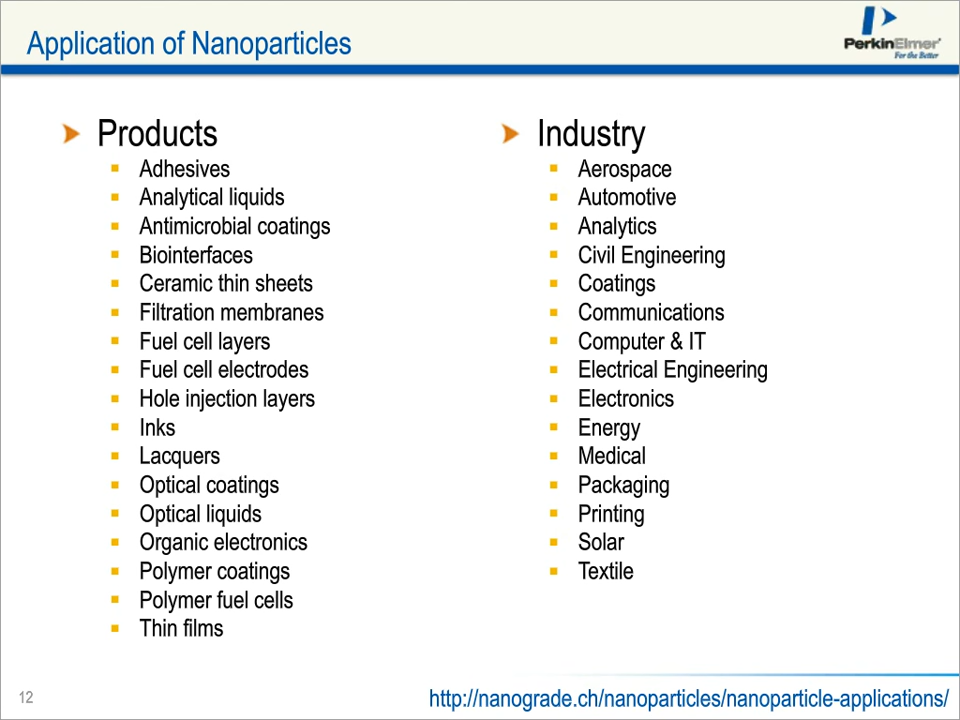 Application of Nanoparticles
PerkinElmer
For the Better
Products
Adhesives
Analytical liquids
Antimicrobial coatings
Biointerfaces
Ceramic thin sheets
Filtration membranes
Fuel cell layers
Fuel cell electrodes
Hole injection layers
Inks
Lacquers
Optical coatings
Optical liquids
Organic electronics
Polymer coatings
Polymer fuel cells
Thin films
Industry
Aerospace
Automotive
Analytics
Civil Engineering
Coatings
Communications
Computer & IT
Electrical Engineering
Electronics
Energy
Medical
Packaging
Printing
Solar
Textile
12
http://nanograde.ch/nanoparticles/nanoparticle-applications/